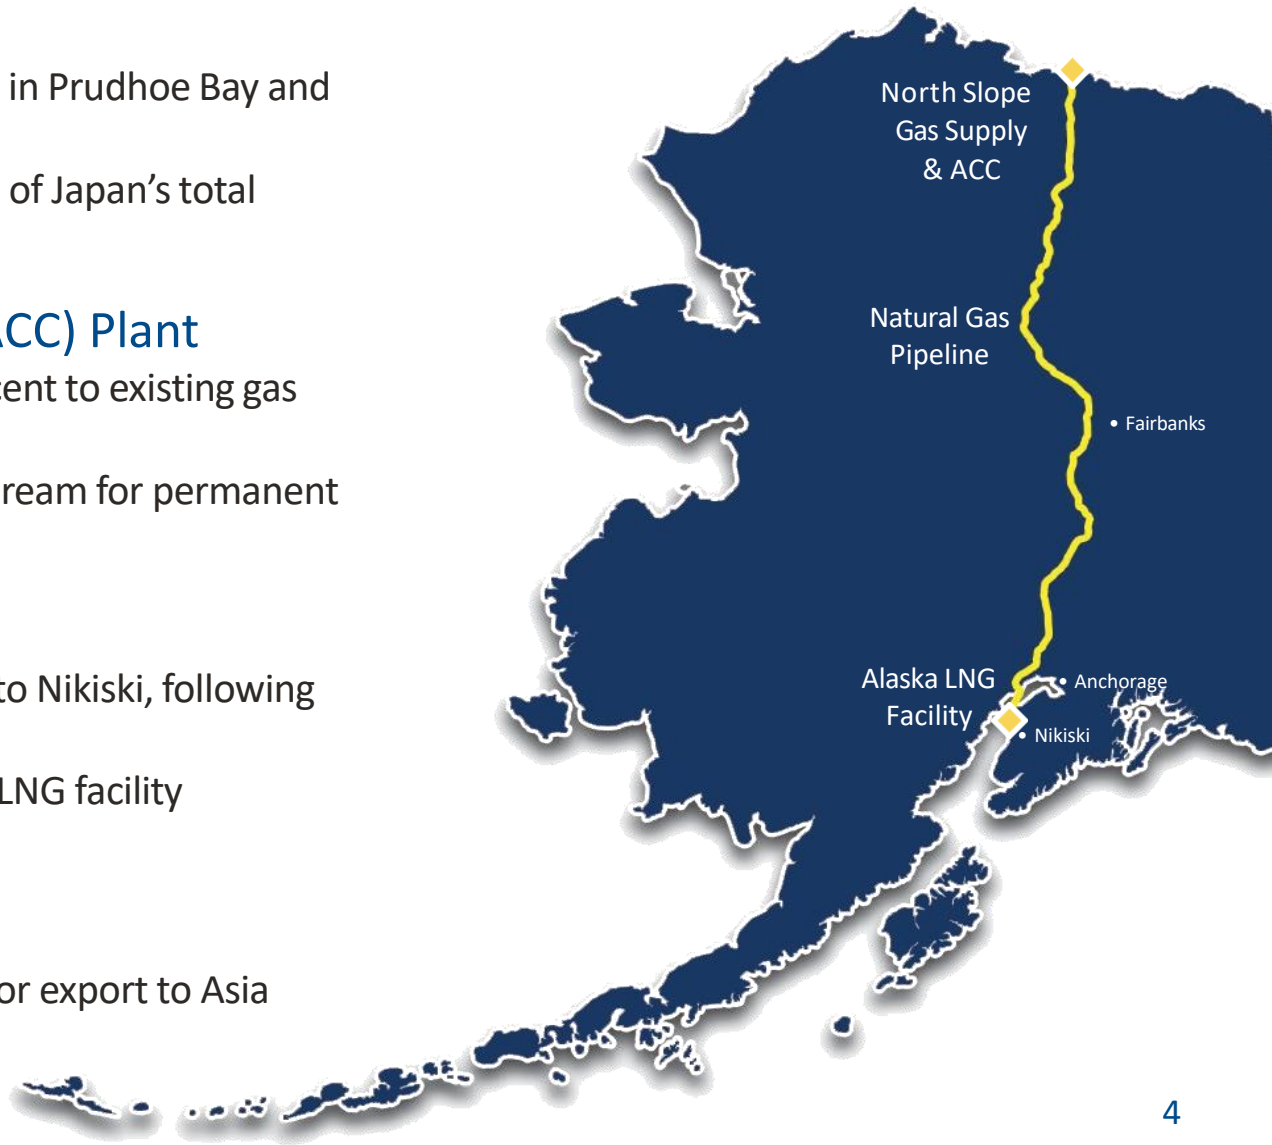 in Prudhoe Bay and
of Japan’s total
ACC) Plant
cent to existing gas
ream for permanent
to Nikiski, following
LNG facility
or export to Asia
North Slope
Gas Supply
& ACC
Natural Gas
Pipeline
• Fairbanks
Alaska LNG
Facility
• Anchorage
• Nikiski
4